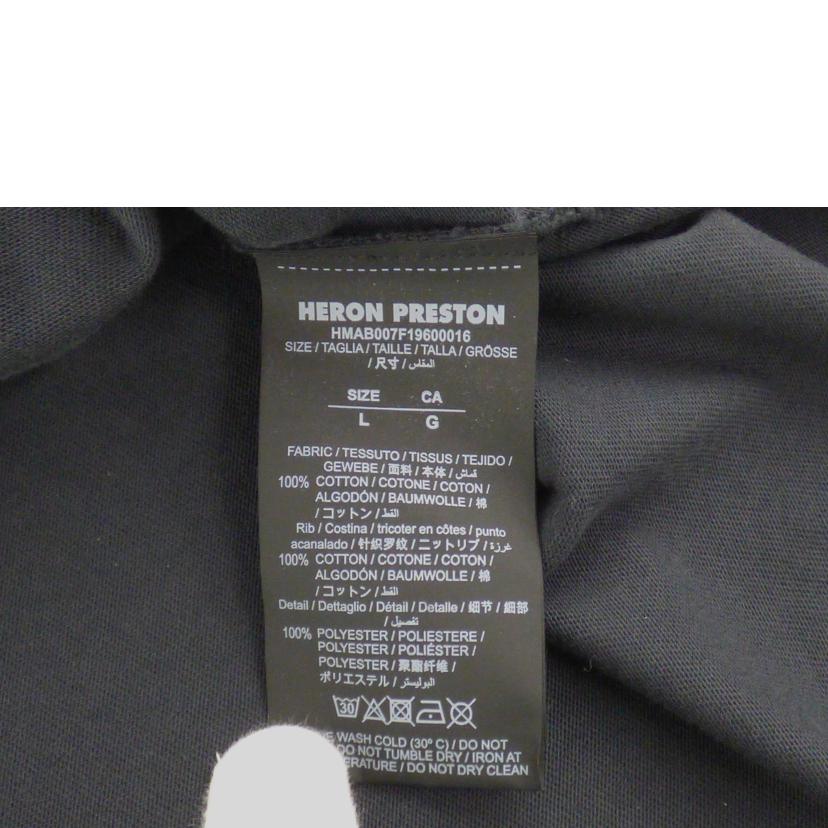 HERON PRESTON
HMAB007F19600016
SIZE / TAGLIA / TAILLE / TALLA / GRÖSSE
/ 尺寸 / المقاس
SIZE CA
L G
FABRIC / TESSUTO / TISSUS / TEJIDO /
GEWEBE / 面料 / 本体 / قماش
100% COTTON / COTONE / COTON /
ALGODÓN / BAUMWOLLE / 棉
/ コットン / القط
Rib / Costina / tricoter en côtes / punto
acanalado / 针织罗纹 / ニットリブ / غرزة
100% COTTON / COTONE / COTON /
ALGODÓN / BAUMWOLLE / 棉
/ コットン / القط
Detail / Dettaglio / Détail / Detalle / 细节 / 細部
/ تفصيل
100% POLYESTER / POLIESTERE /
POLYESTER / POLIÉSTER /
POLYESTER / 聚酯纤维 /
ポリエステル / البوليستر
30
WASH COLD (30° C) / DO NOT
DO NOT TUMBLE DRY / IRON AT
/ DO NOT DRY CLEAN